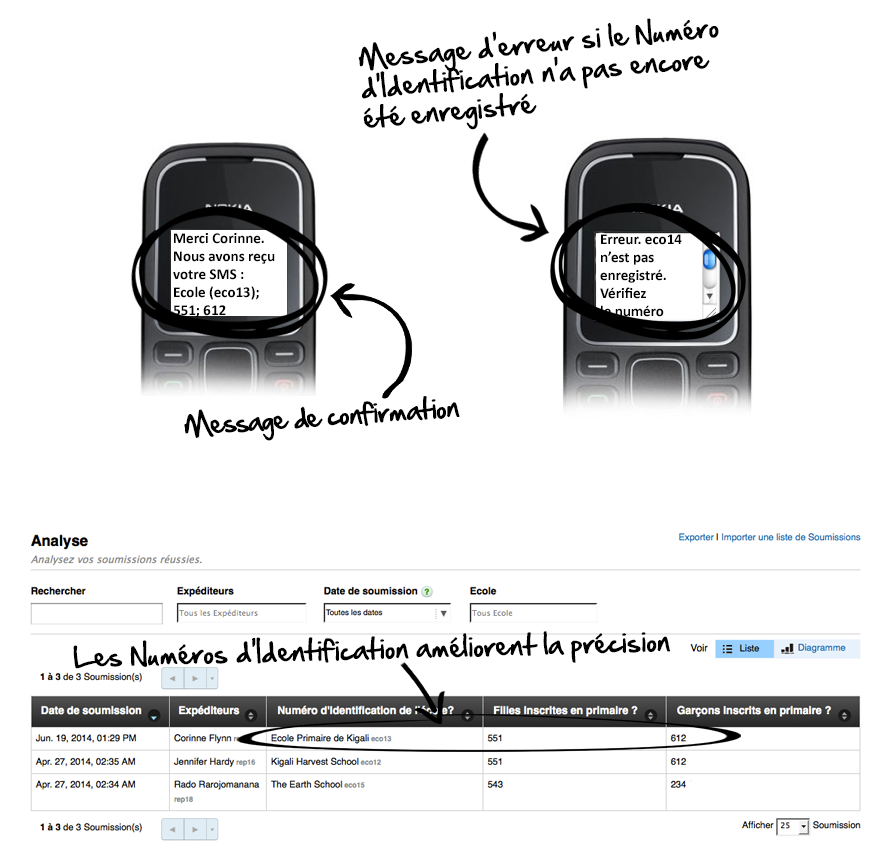 Message d'erreur si le Numéro
d'Identification n'a pas encore
été enregistré
NOKIA
Merci Corinne.
Nous avons reçu
votre SMS :
Ecole (eco13);
551; 612
Erreur. eco14
n'est pas
enregistré.
Vérifiez
le numéro
Message de confirmation
Analyse
Exporter I Importer une liste de Soumissions
Analysez vos soumissions réussies.
Rechercher Expéditeurs Date de soumission ? Ecole
Tous les Expéditeurs Toutes les dates Tous Ecole
Les Numéros d'Identification améliorent la précision
Voir Liste Diagramme
1 à 3 de 3 Soumission(s)
Date de soumission Expéditeurs Numéro d'Identification de l'école? Filles inscrites en primaire ? Garçons inscrits en primaire ?
Jun. 19, 2014, 01:29 PM Corinne Flynn Ecole Primaire de Kigali eco13 551 612
Apr. 27, 2014, 02:35 AM Jennifer Hardy rep16 Kigali Harvest School eco12 551 612
Apr. 27, 2014, 02:34 AM Rado Rarojomanana rep18 The Earth School eco15 543 234
1 à 3 de 3 Soumission(s) Afficher 25 Soumission